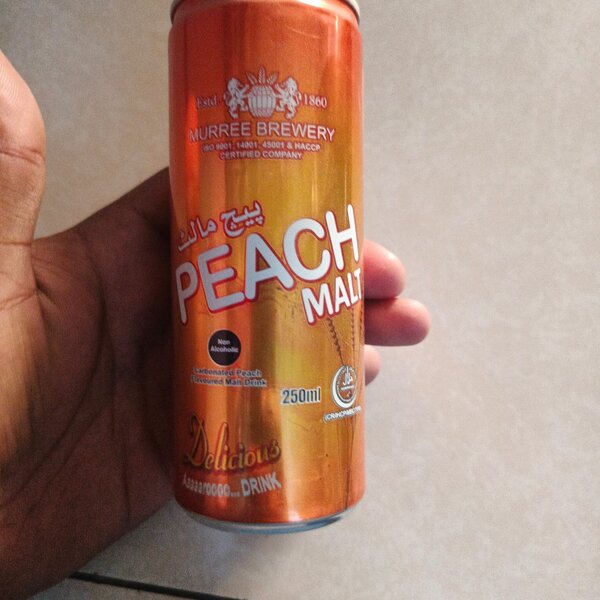 Estd. 1860
MURREE BREWERY
ISO 9001, 14001, 45001 & HACCP
CERTIFIED COMPANY
پیچ مالٹ
PEACH
MALT
Non
Alcoholic
Carbonated Peach
Flavoured Malt Drink
250ml
حلال
Delicious
DRINK